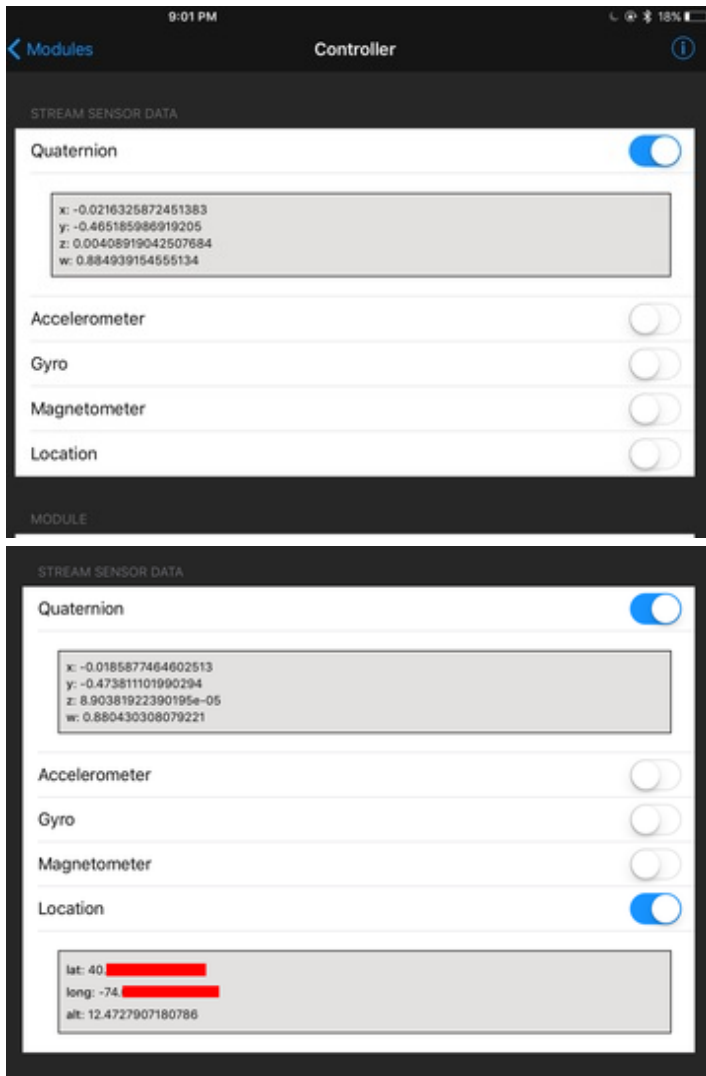 9:01 PM
18%
Modules
Controller
STREAM SENSOR DATA
Quaternion
x: -0.0216325872451383
y: -0.465185986919205
z: 0.00408919042507684
w: 0.884939154555134
Accelerometer
Gyro
Magnetometer
Location
MODULE
STREAM SENSOR DATA
Quaternion
x: -0.0185877464602513
y: -0.473811101990294
z: 8.90381922390195e-05
w: 0.880430308079221
Accelerometer
Gyro
Magnetometer
Location
lat: 40.
long: -74.
alt: 12.4727907180786